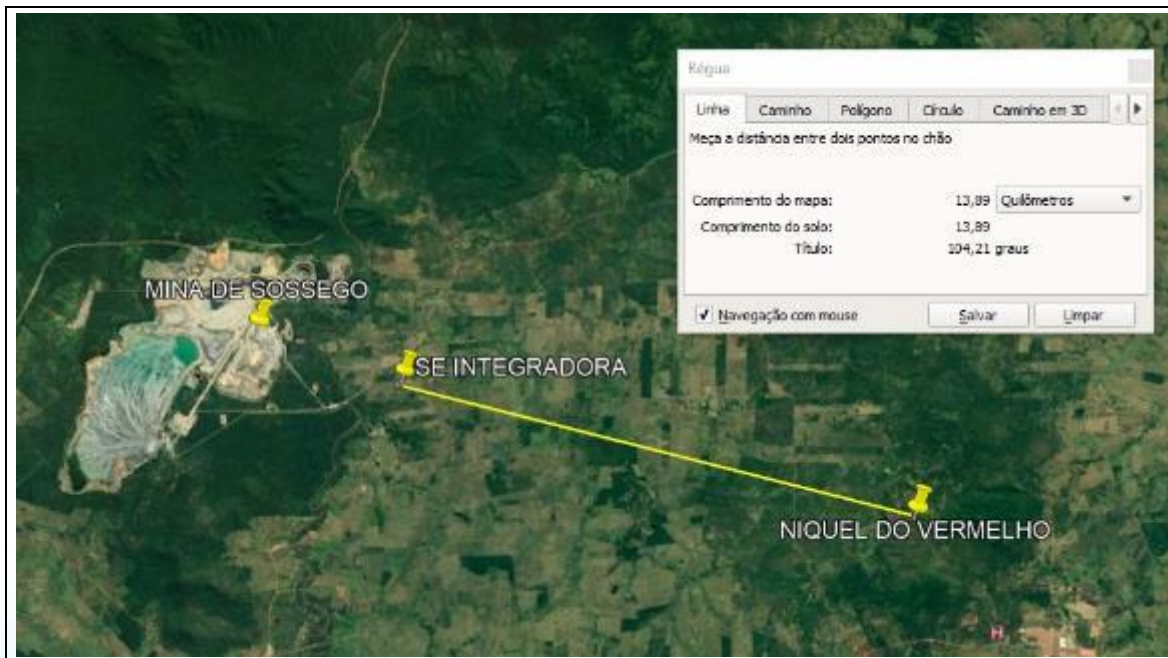 Régua
Linha Caminho Polígono Círculo Caminho em 3D
Meça a distância entre dois pontos no chão
Comprimento do mapa: 13,89 Quilômetros
Comprimento do solo: 13,89
Título: 104,21 graus
Navegação com mouse Salvar Limpar
MINA DE SOSSEGO
SE INTEGRADORA
NIQUEL DO VERMELHO
H